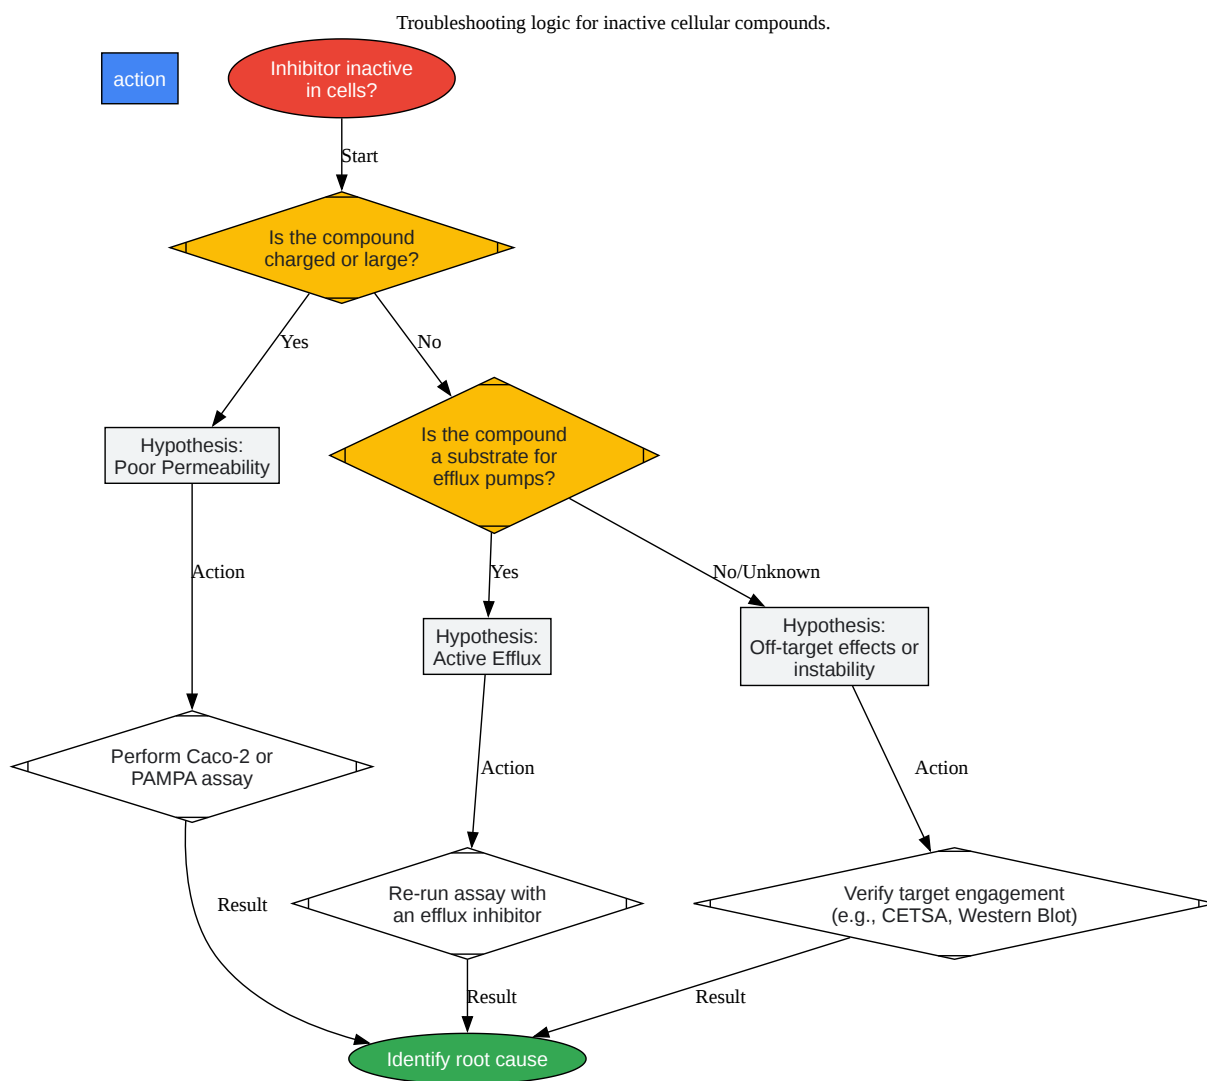 Troubleshooting logic for inactive cellular compounds.
action
Inhibitor inactive
in cells?
Start
Is the compound
charged or large?
Yes
No
Hypothesis:
Poor Permeability
Is the compound
a substrate for
efflux pumps?
Action
Yes
No/Unknown
Hypothesis:
Active Efflux
Hypothesis:
Off-target effects or
instability
Perform Caco-2 or
PAMPA assay
Action
Action
Result
Re-run assay with
an efflux inhibitor
Verify target engagement
(e.g., CETSA, Western Blot)
Result
Result
Identify root cause